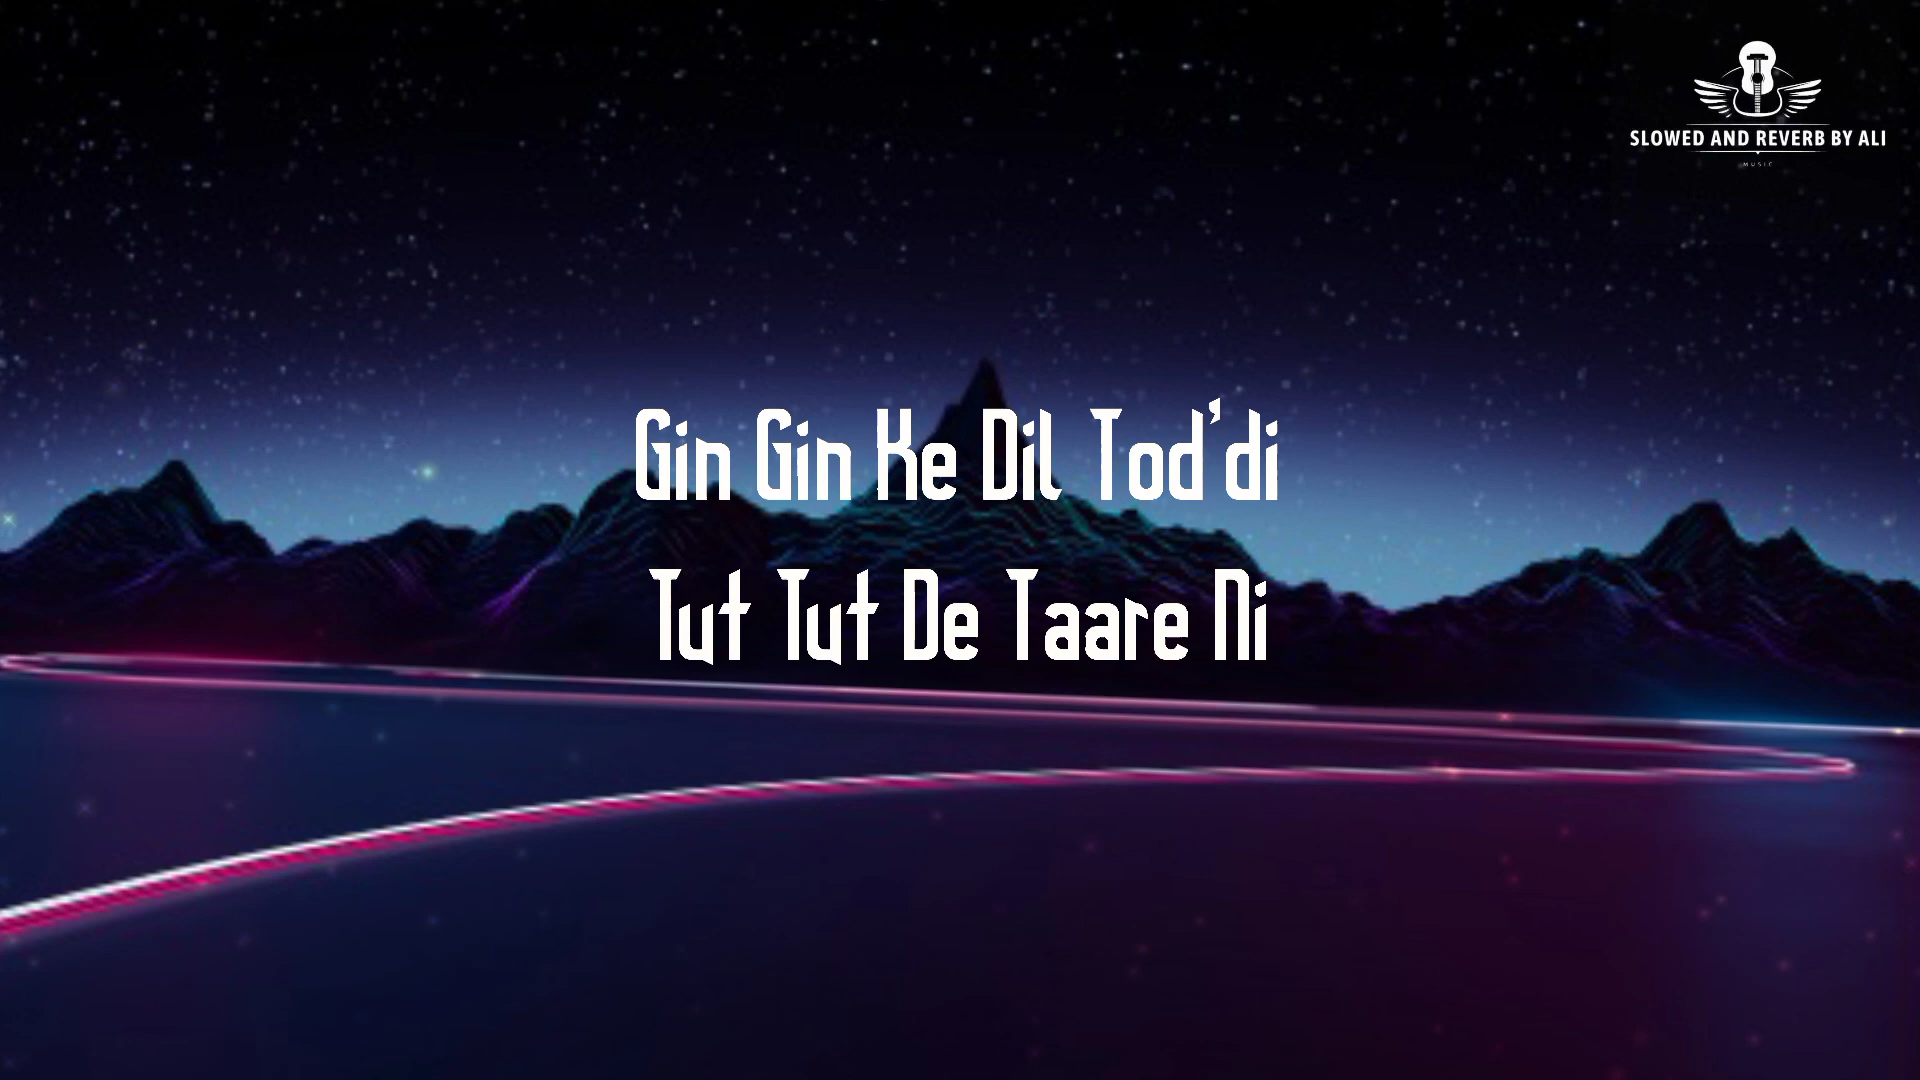 SLOWED AND REVERB BY ALI
MUSIC
Gin Gin Ke Dil Tod'di
Tut Tut De Taare Ni